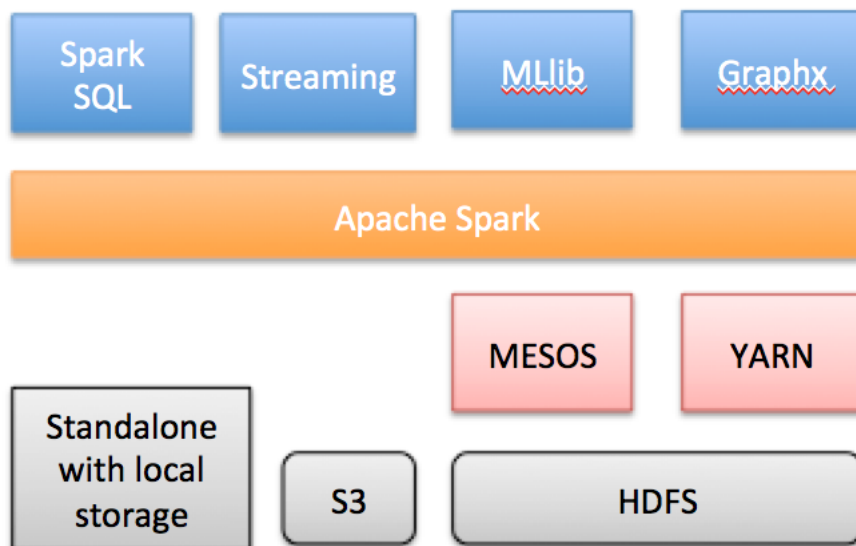 Spark
SQL
Streaming
MLlib
Graphx
Apache Spark
MESOS
YARN
Standalone
with local
storage
S3
HDFS